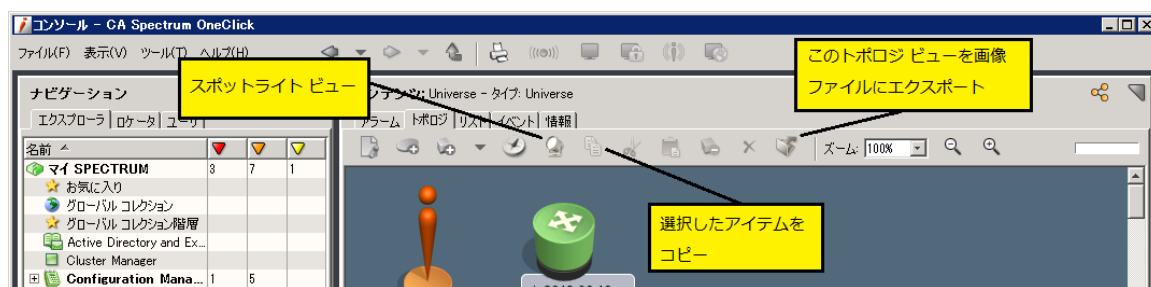 コンソール - CA Spectrum OneClick
ファイル(F) 表示(V) ツール(T) ヘルプ(H)
スポットライト ビュー
このトポロジ ビューを画像
ファイルにエクスポート
ナビゲーション
コンテンツ: Universe - タイプ: Universe
エクスプローラ ロケータ ユーザ
アラーム トポロジ リスト イベント 情報
ズーム: 100%
名前
マイ SPECTRUM 3 7 1
お気に入り
グローバル コレクション
グローバル コレクション階層
Active Directory and Ex...
Cluster Manager
Configuration Mana... 1 5
選択したアイテムを
コピー